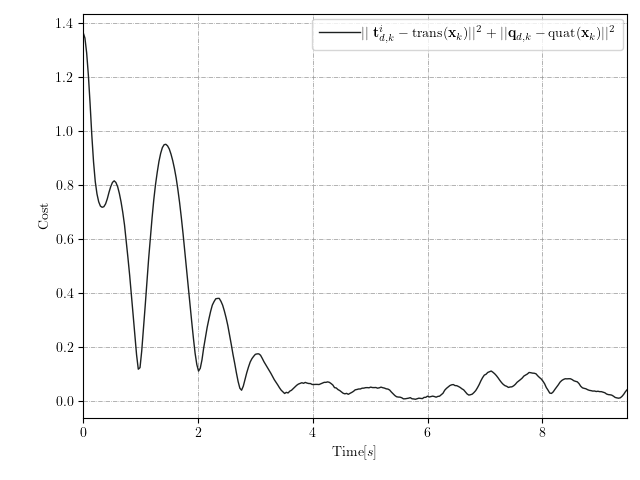 1.4
|| t^i_{d,k} − trans(x_k)||² + ||q_{d,k} − quat(x_k)||²
1.2
1.0
0.8
0.6
0.4
0.2
0.0
Cost
0 2 4 6 8
Time[s]